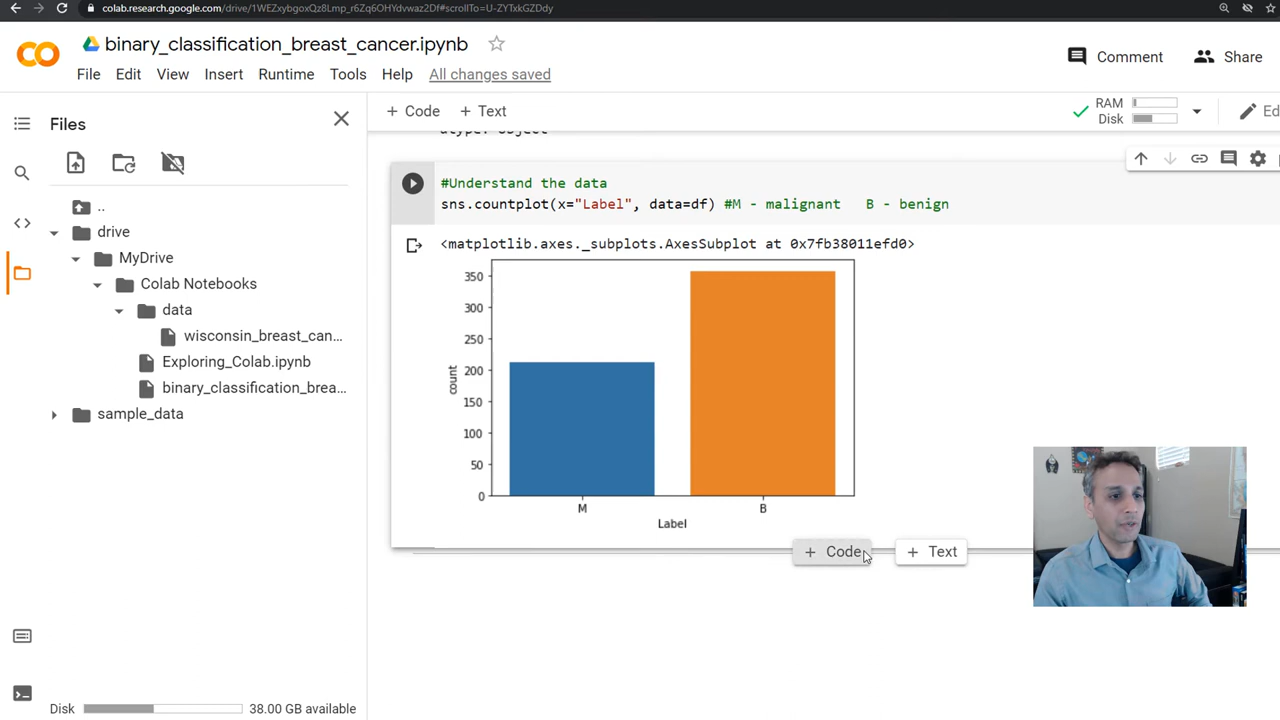 colab.research.google.com/drive/1WEZxybgoxQz8Lmp_r6Zq6OHYdvwaz2Df#scrollTo=U-ZYTxkGZDdy
binary_classification_breast_cancer.ipynb
File Edit View Insert Runtime Tools Help All changes saved
Comment
Share
Files
+ Code + Text
RAM
Disk
Ed
dtype: object
..
drive
MyDrive
Colab Notebooks
data
wisconsin_breast_can...
Exploring_Colab.ipynb
binary_classification_brea...
sample_data
#Understand the data
sns.countplot(x="Label", data=df) #M - malignant B - benign
<matplotlib.axes._subplots.AxesSubplot at 0x7fb38011efd0>
350
300
250
200
150
100
50
0
count
M B
Label
+ Code + Text
Disk 38.00 GB available